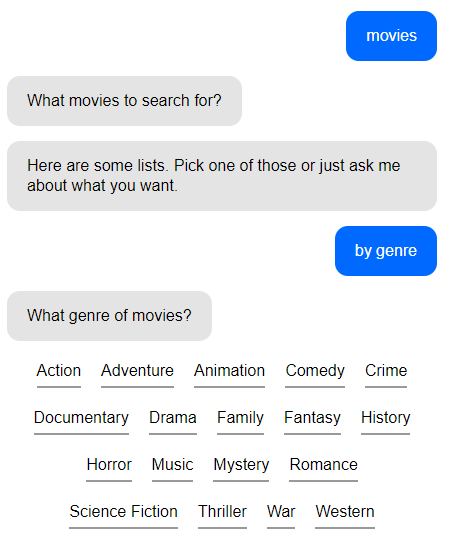 movies
What movies to search for?
Here are some lists. Pick one of those or just ask me
about what you want.
by genre
What genre of movies?
Action Adventure Animation Comedy Crime
Documentary Drama Family Fantasy History
Horror Music Mystery Romance
Science Fiction Thriller War Western